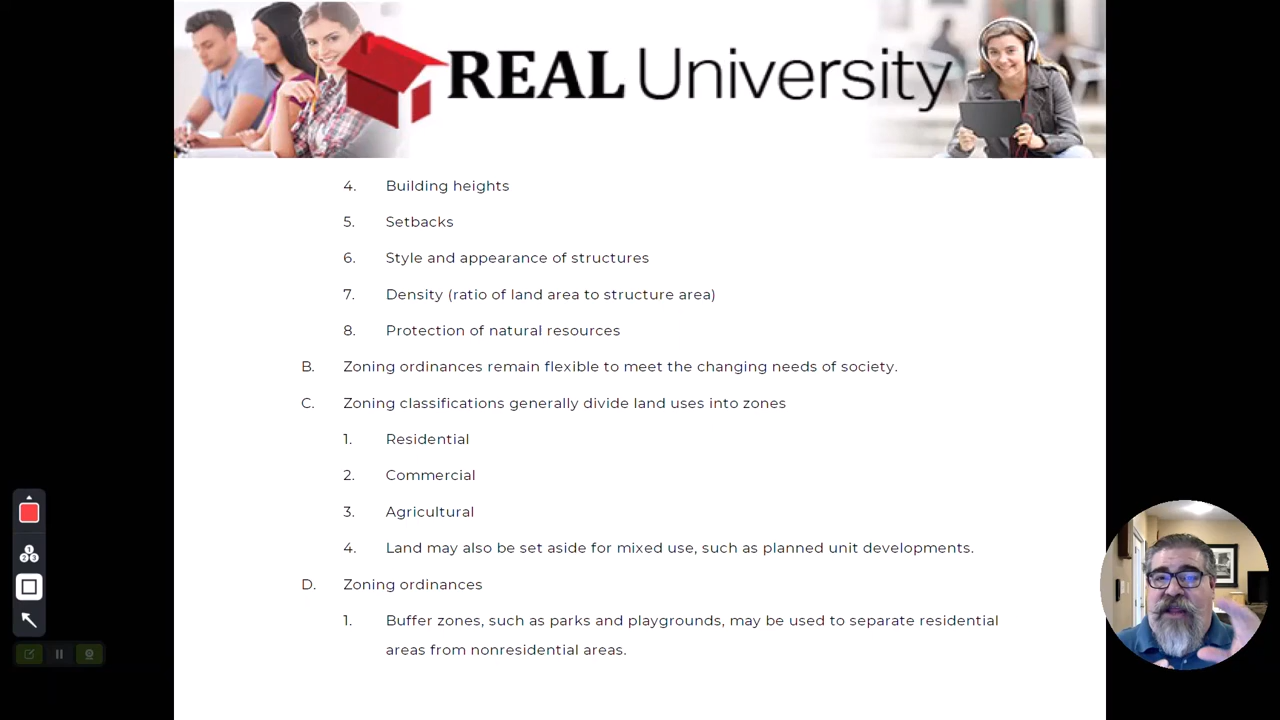 REAL University
4. Building heights
5. Setbacks
6. Style and appearance of structures
7. Density (ratio of land area to structure area)
8. Protection of natural resources
B. Zoning ordinances remain flexible to meet the changing needs of society.
C. Zoning classifications generally divide land uses into zones
1. Residential
2. Commercial
3. Agricultural
4. Land may also be set aside for mixed use, such as planned unit developments.
D. Zoning ordinances
1. Buffer zones, such as parks and playgrounds, may be used to separate residential
areas from nonresidential areas.